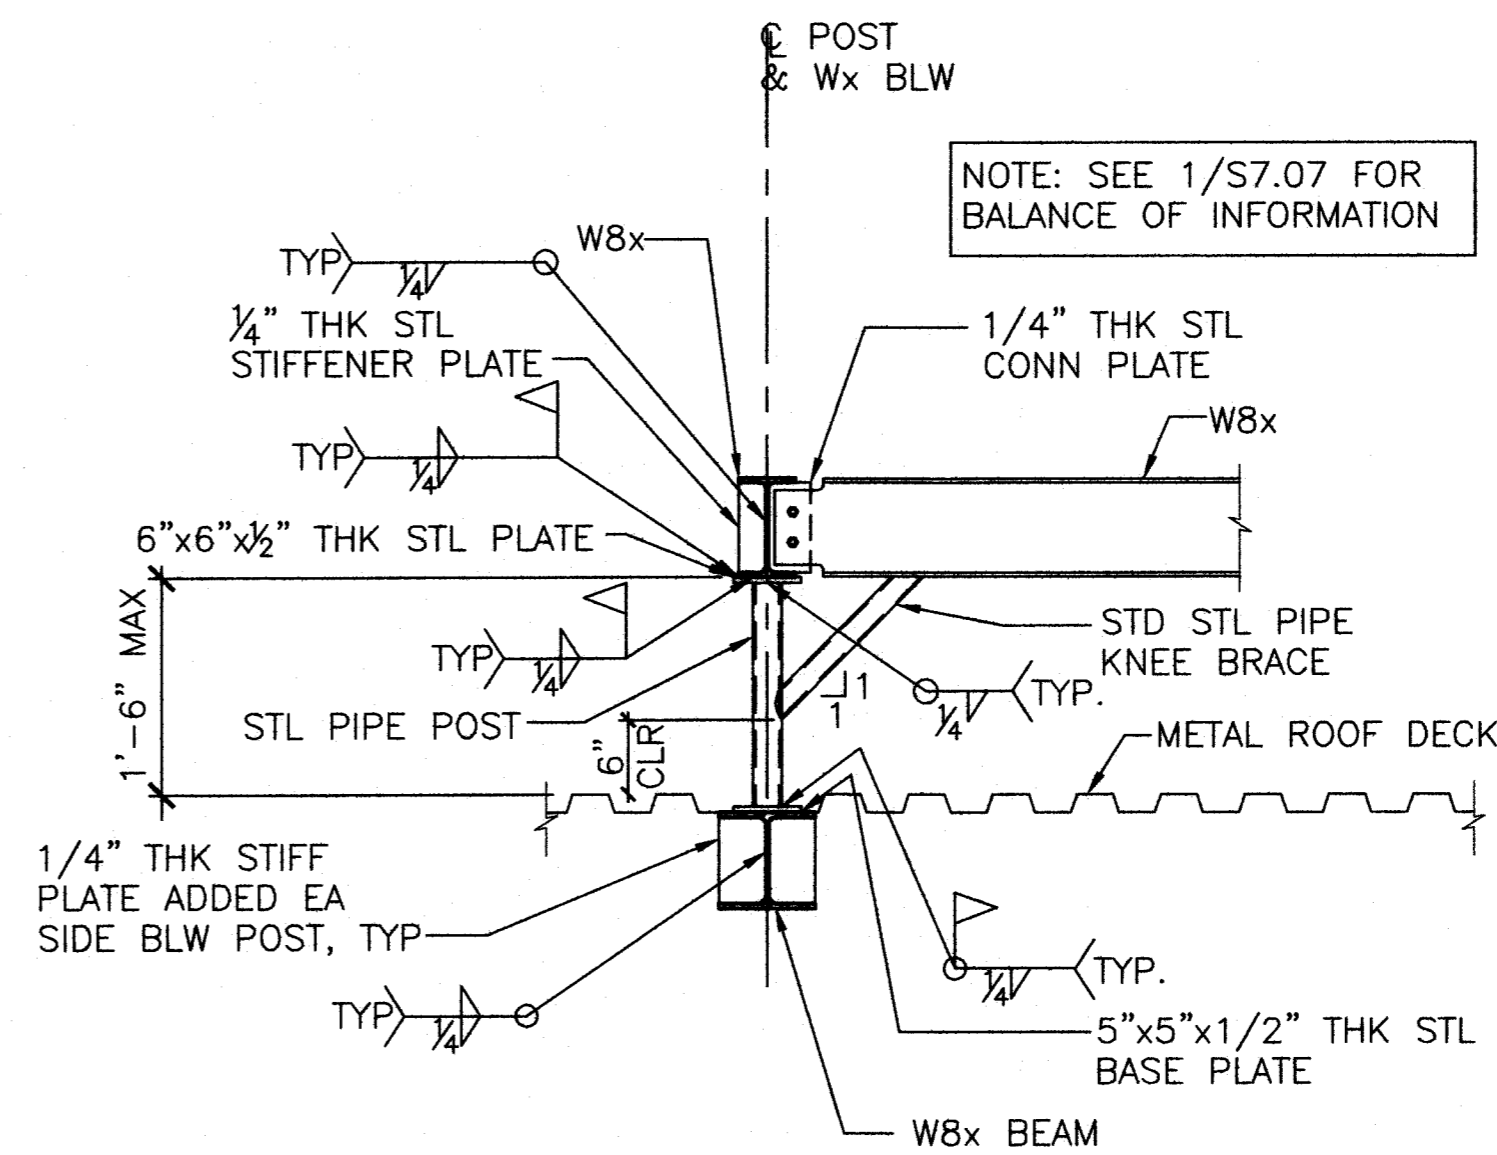 ℄ POST
& Wx BLW
NOTE: SEE 1/S7.07 FOR
BALANCE OF INFORMATION
W8x
TYP
1/4
1/4" THK STL
STIFFENER PLATE
1/4" THK STL
CONN PLATE
W8x
TYP
1/4
6"x6"x1/2" THK STL PLATE
1'-6" MAX
TYP
1/4
STD STL PIPE
KNEE BRACE
1
1
TYP.
1/4
STL PIPE POST
6"
CLR
METAL ROOF DECK
1/4" THK STIFF
PLATE ADDED EA
SIDE BLW POST, TYP
TYP.
1/4
TYP
1/4
5"x5"x1/2" THK STL
BASE PLATE
W8x BEAM